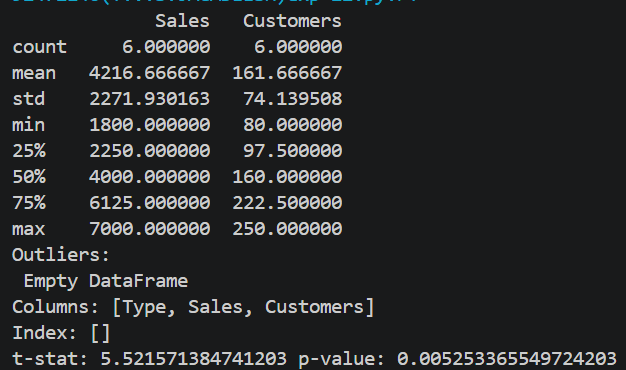 Sales Customers
count 6.000000 6.000000
mean 4216.666667 161.666667
std 2271.930163 74.139508
min 1800.000000 80.000000
25% 2250.000000 97.500000
50% 4000.000000 160.000000
75% 6125.000000 222.500000
max 7000.000000 250.000000
Outliers:
Empty DataFrame
Columns: [Type, Sales, Customers]
Index: []
t-stat: 5.521571384741203 p-value: 0.005253365549724203